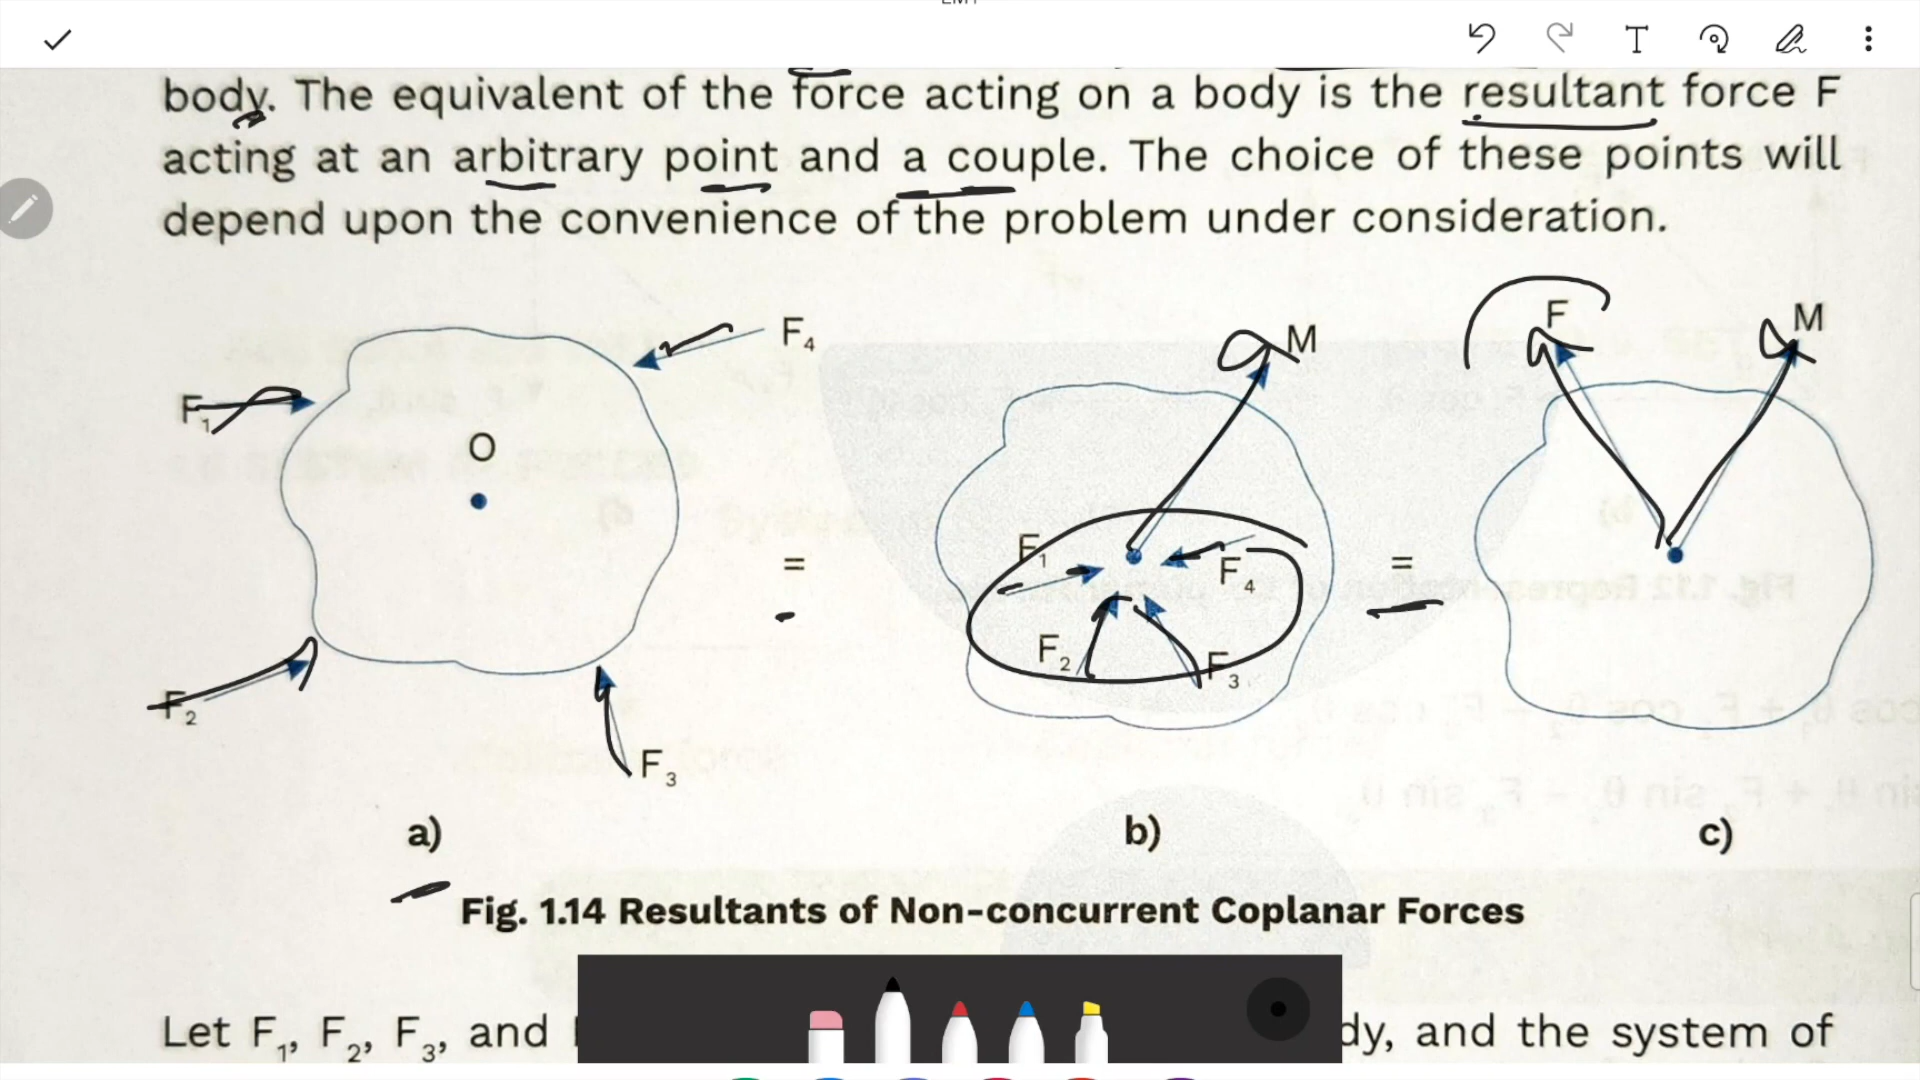 body. The equivalent of the force acting on a body is the resultant force F
acting at an arbitrary point and a couple. The choice of these points will
depend upon the convenience of the problem under consideration.
F₁
F₂
F₃
F₄
O
=
M
F₁
F₂
F₃
F₄
=
F
M
a)
b)
c)
Fig. 1.14 Resultants of Non-concurrent Coplanar Forces
Let F₁, F₂, F₃, and
dy, and the system of